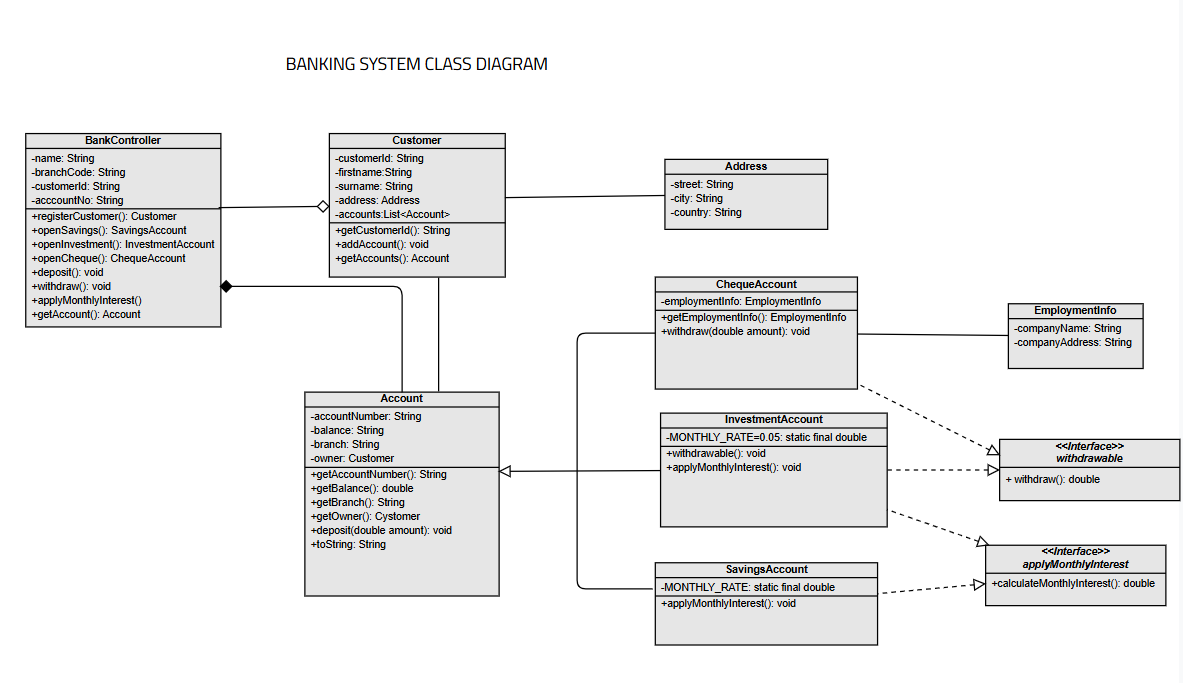 BANKING SYSTEM CLASS DIAGRAM
BankController
-name: String
-branchCode: String
-customerId: String
-acccountNo: String
+registerCustomer(): Customer
+openSavings(): SavingsAccount
+openInvestment(): InvestmentAccount
+openCheque(): ChequeAccount
+deposit(): void
+withdraw(): void
+applyMonthlyInterest()
+getAccount(): Account
Customer
-customerId: String
-firstname:String
-surname: String
-address: Address
-accounts:List<Account>
+getCustomerId(): String
+addAccount(): void
+getAccounts(): Account
Address
-street: String
-city: String
-country: String
ChequeAccount
-employmentInfo: EmploymentInfo
+getEmploymentInfo(): EmploymentInfo
+withdraw(double amount): void
EmploymentInfo
-companyName: String
-companyAddress: String
Account
-accountNumber: String
-balance: String
-branch: String
-owner: Customer
+getAccountNumber(): String
+getBalance(): double
+getBranch(): String
+getOwner(): Cystomer
+deposit(double amount): void
+toString: String
InvestmentAccount
-MONTHLY_RATE=0.05: static final double
+withdrawable(): void
+applyMonthlyInterest(): void
<<Interface>>
withdrawable
+ withdraw(): double
SavingsAccount
-MONTHLY_RATE: static final double
+applyMonthlyInterest(): void
<<Interface>>
applyMonthlyInterest
+calculateMonthlyInterest(): double